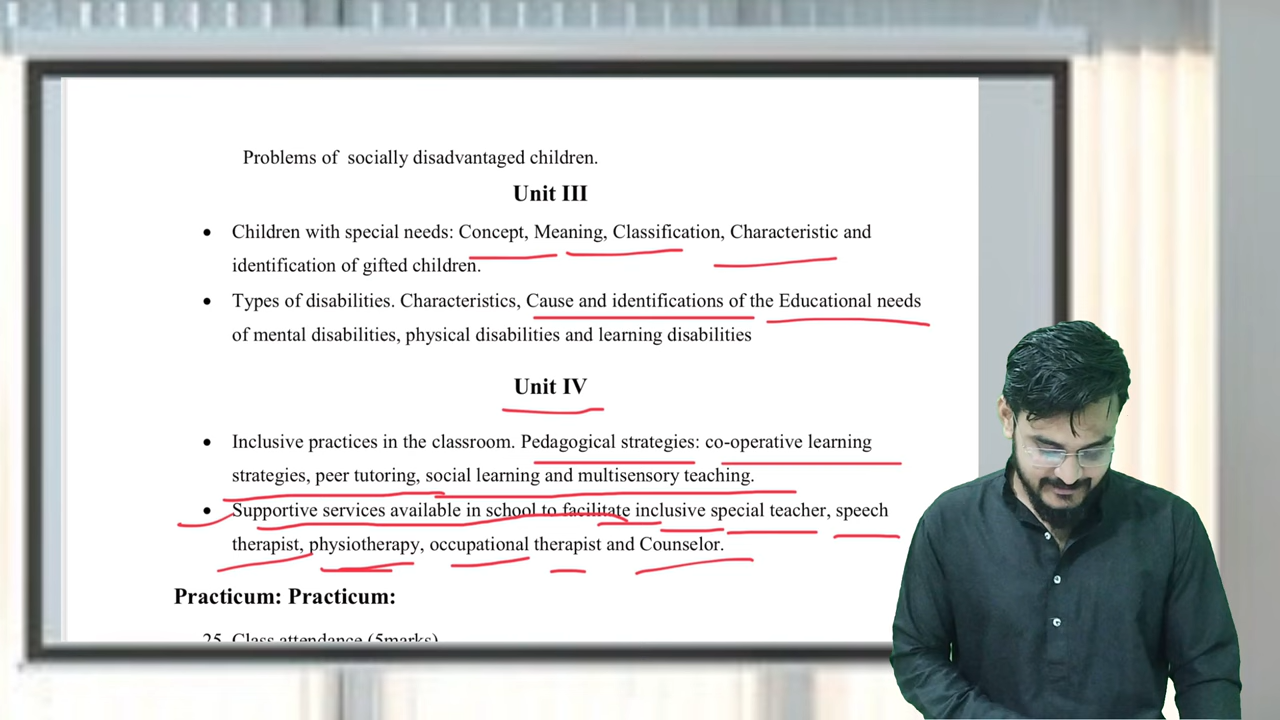 Problems of socially disadvantaged children.
Unit III
• Children with special needs: Concept, Meaning, Classification, Characteristic and
identification of gifted children.
• Types of disabilities. Characteristics, Cause and identifications of the Educational needs
of mental disabilities, physical disabilities and learning disabilities
Unit IV
• Inclusive practices in the classroom. Pedagogical strategies: co-operative learning
strategies, peer tutoring, social learning and multisensory teaching.
• Supportive services available in school to facilitate inclusive special teacher, speech
therapist, physiotherapy, occupational therapist and Counselor.
Practicum: Practicum:
25. Class attendance (5marks)